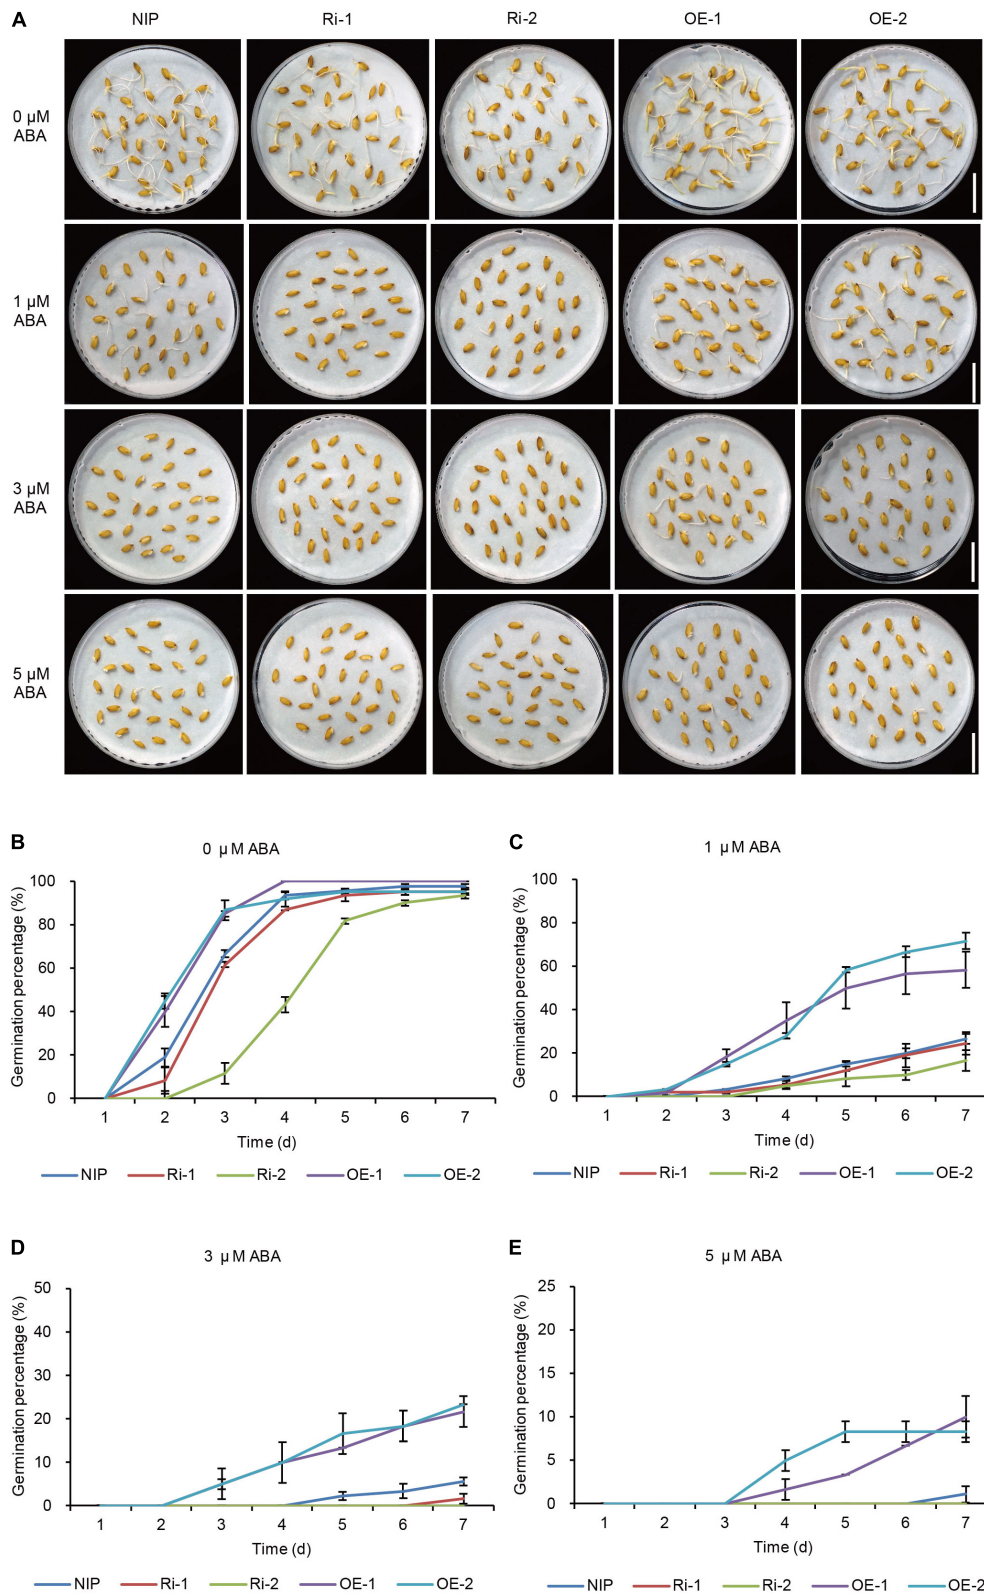 A
NIP Ri-1 Ri-2 OE-1 OE-2
0 µM
ABA
1 µM
ABA
3 µM
ABA
5 µM
ABA
B
0 µM ABA
Germination percentage (%)
100
80
60
40
20
0
1 2 3 4 5 6 7
Time (d)
NIP Ri-1 Ri-2 OE-1 OE-2
C
1 µM ABA
Germination percentage (%)
100
80
60
40
20
0
1 2 3 4 5 6 7
Time (d)
NIP Ri-1 Ri-2 OE-1 OE-2
D
3 µM ABA
Germination percentage (%)
50
40
30
20
10
0
1 2 3 4 5 6 7
Time (d)
NIP Ri-1 Ri-2 OE-1 OE-2
E
5 µM ABA
Germination percentage (%)
25
20
15
10
5
0
1 2 3 4 5 6 7
Time (d)
NIP Ri-1 Ri-2 OE-1 OE-2